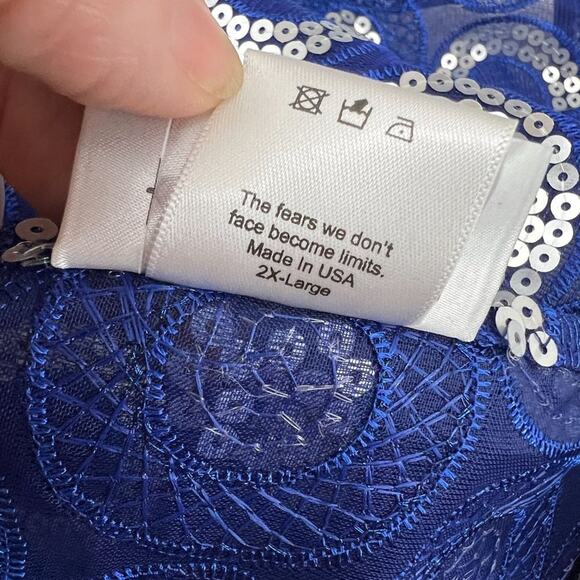 The fears we don't
face become limits.
Made In USA
2X-Large